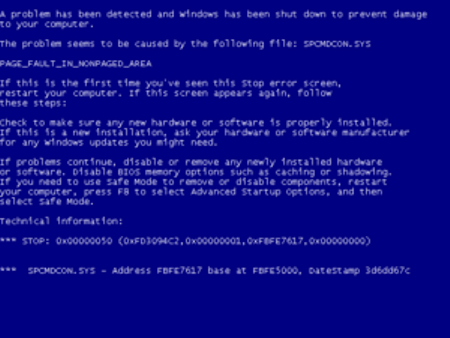 A problem has been detected and Windows has been shut down to prevent damage
to your computer.
The problem seems to be caused by the following file: SPCMDCON.SYS
PAGE_FAULT_IN_NONPAGED_AREA
If this is the first time you've seen this Stop error screen,
restart your computer. If this screen appears again, follow
these steps:
Check to make sure any new hardware or software is properly installed.
If this is a new installation, ask your hardware or software manufacturer
for any Windows updates you might need.
If problems continue, disable or remove any newly installed hardware
or software. Disable BIOS memory options such as caching or shadowing.
If you need to use Safe Mode to remove or disable components, restart
your computer, press F8 to select Advanced Startup Options, and then
select Safe Mode.
Technical information:
*** STOP: 0x00000050 (0xFD3094C2,0x00000001,0xFBFE7617,0x00000000)
*** SPCMDCON.SYS - Address FBFE7617 base at FBFE5000, DateStamp 3d6dd67c